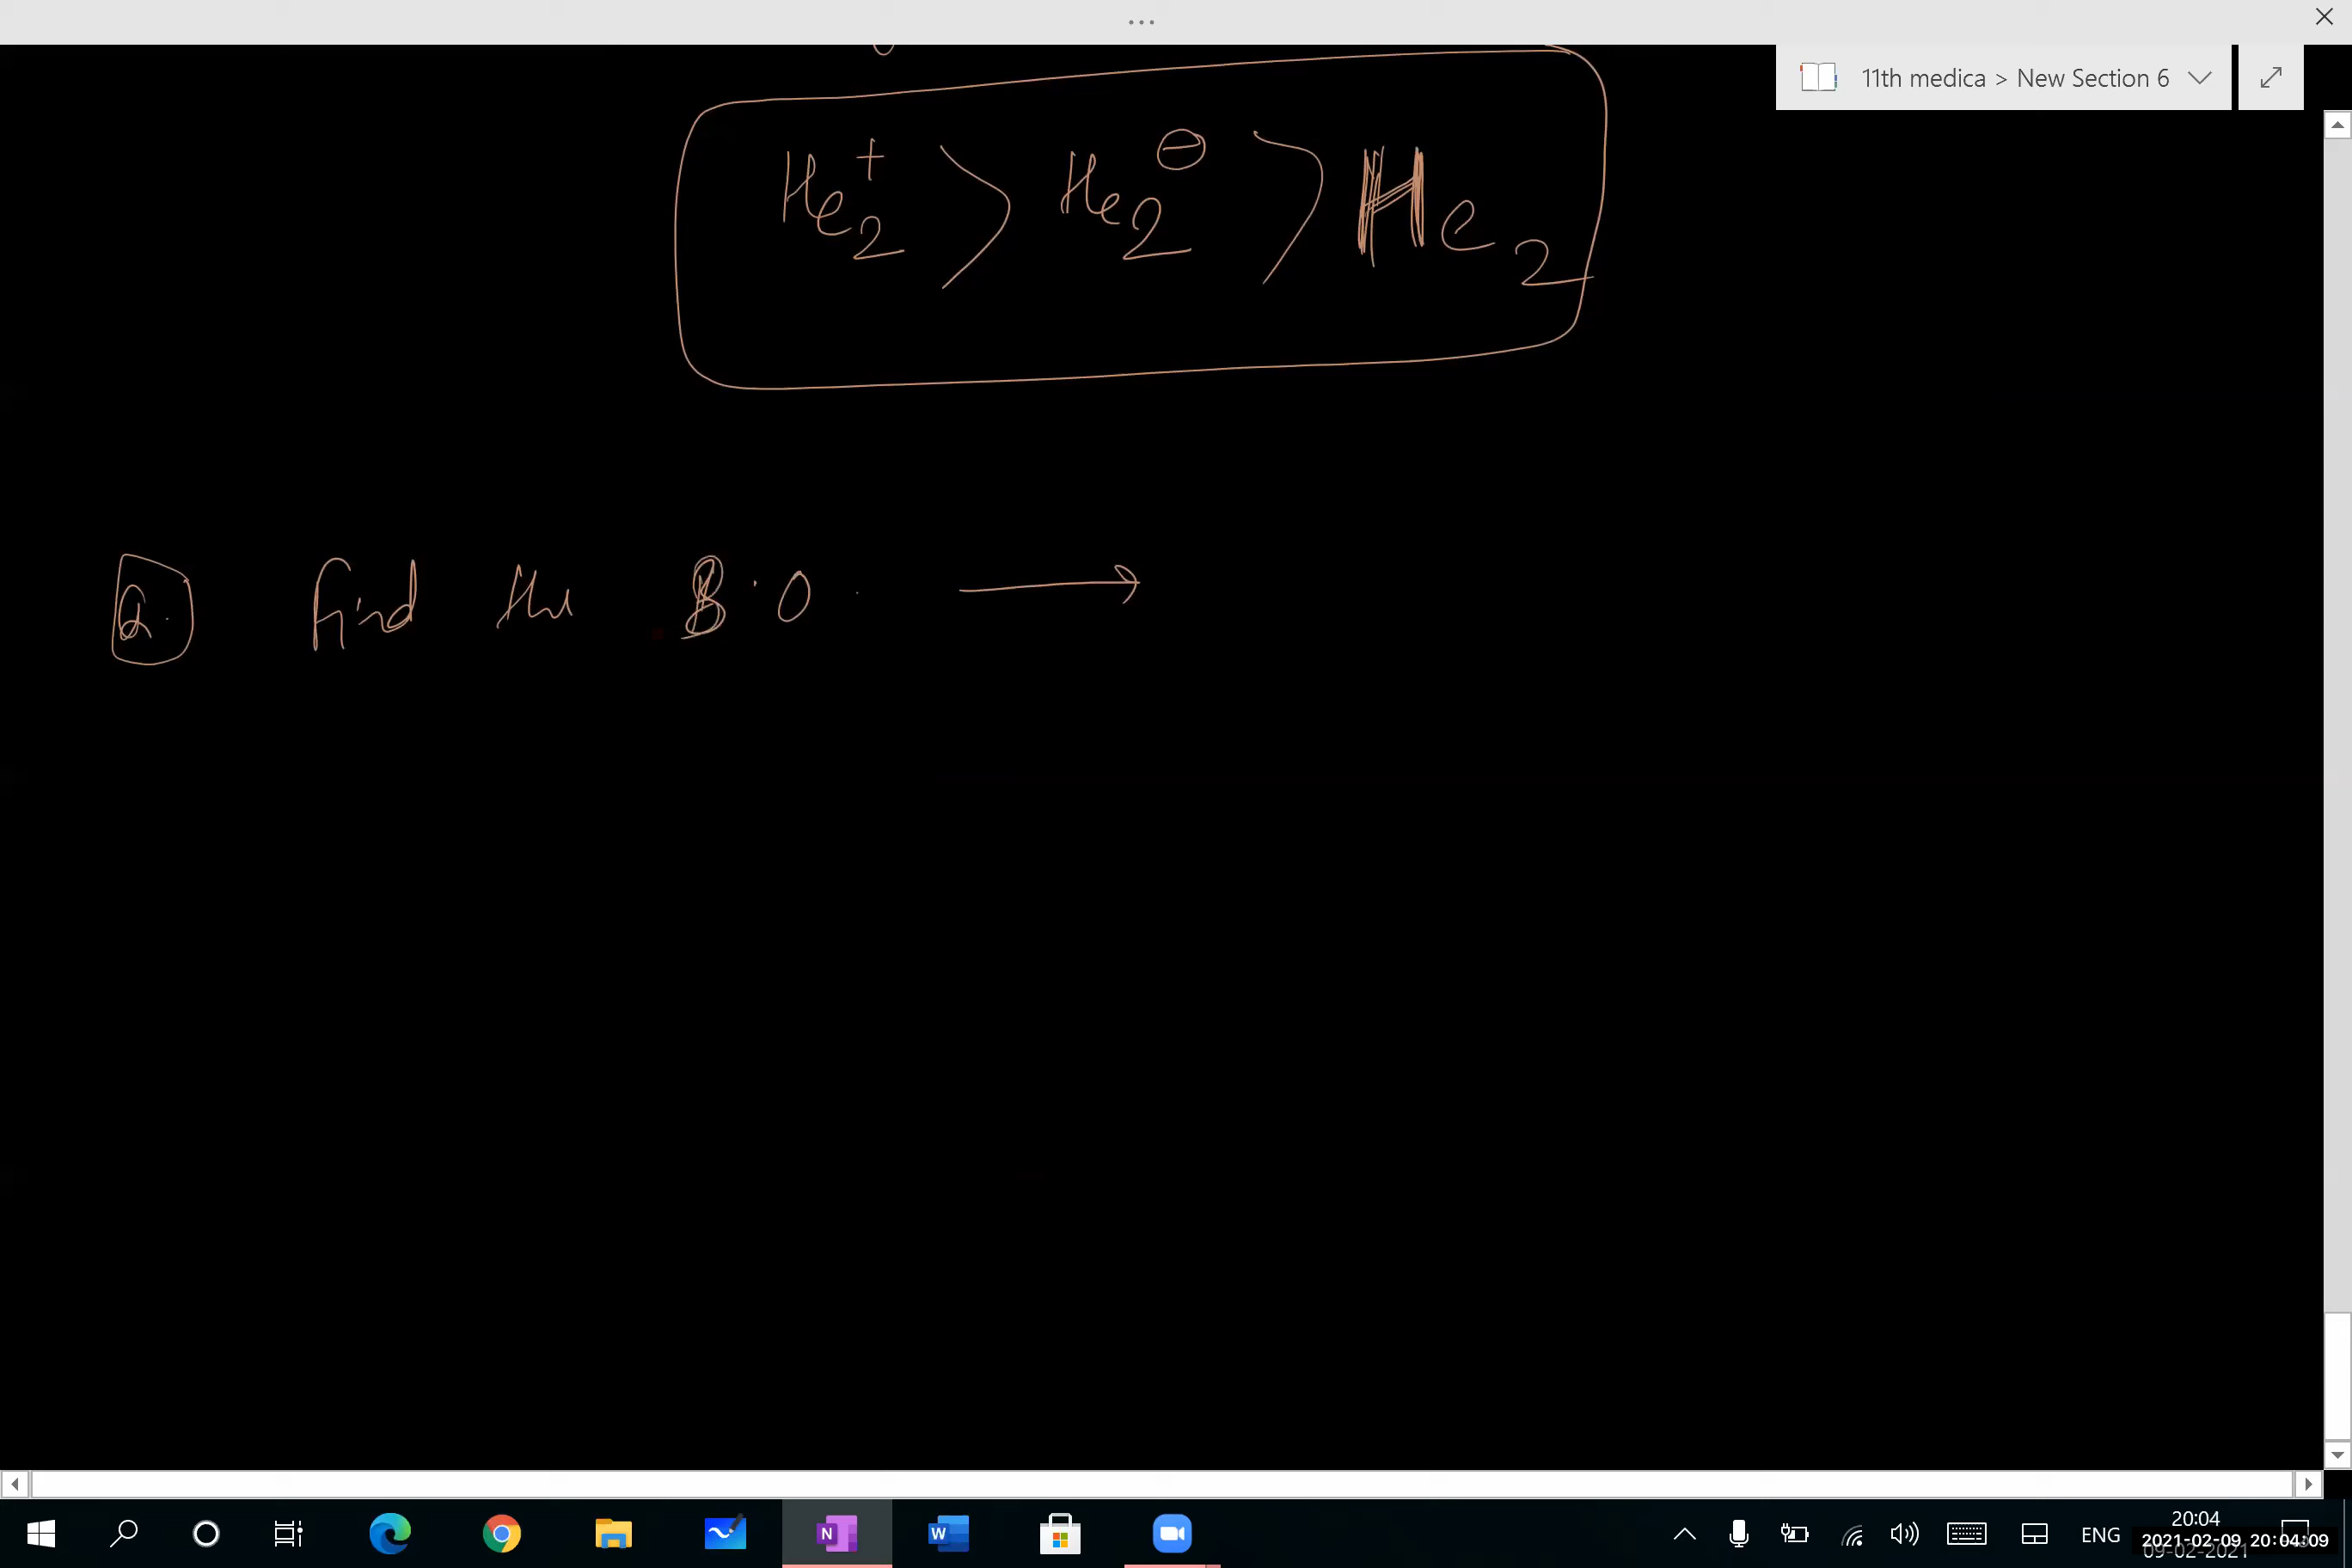 11th medica > New Section 6
He₂⁺ > He₂⊖ > He₂
Q. find the B.O. →
N
W
ENG
20:04
09-02-2021
2021-02-09 20:04:09